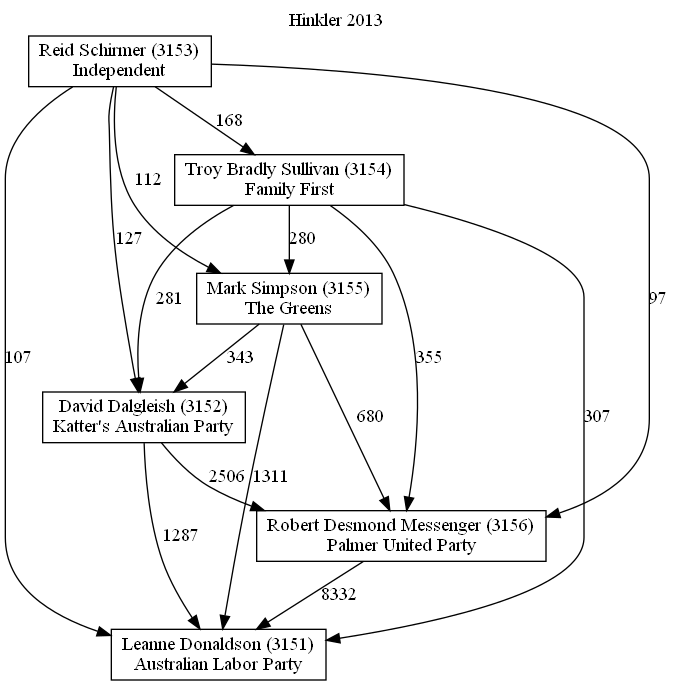 Hinkler 2013
Reid Schirmer (3153)
Independent
168
Troy Bradly Sullivan (3154)
Family First
112
127
281
280
Mark Simpson (3155)
The Greens
97
107
343
355
307
David Dalgleish (3152)
Katter's Australian Party
680
2506
1311
Robert Desmond Messenger (3156)
Palmer United Party
1287
8332
Leanne Donaldson (3151)
Australian Labor Party